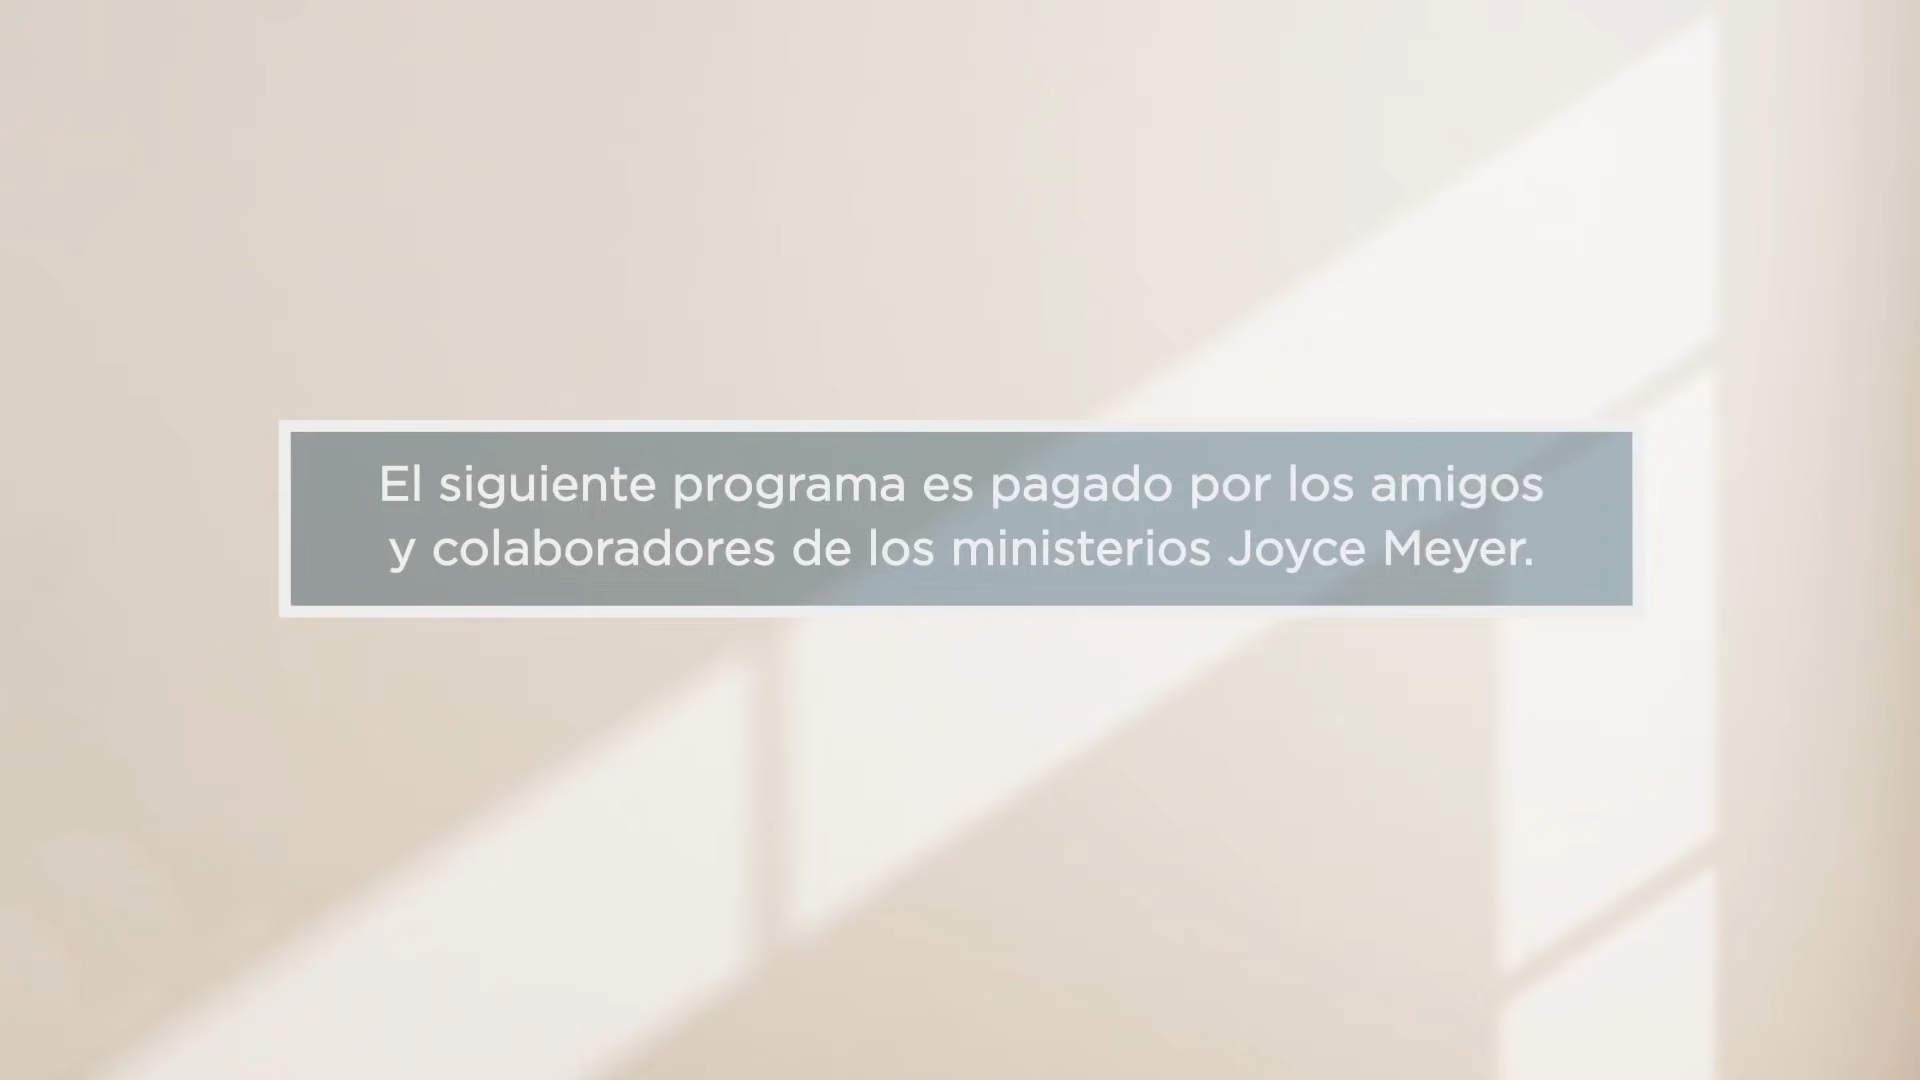 El siguiente programa es pagado por los amigos
y colaboradores de los ministerios Joyce Meyer.